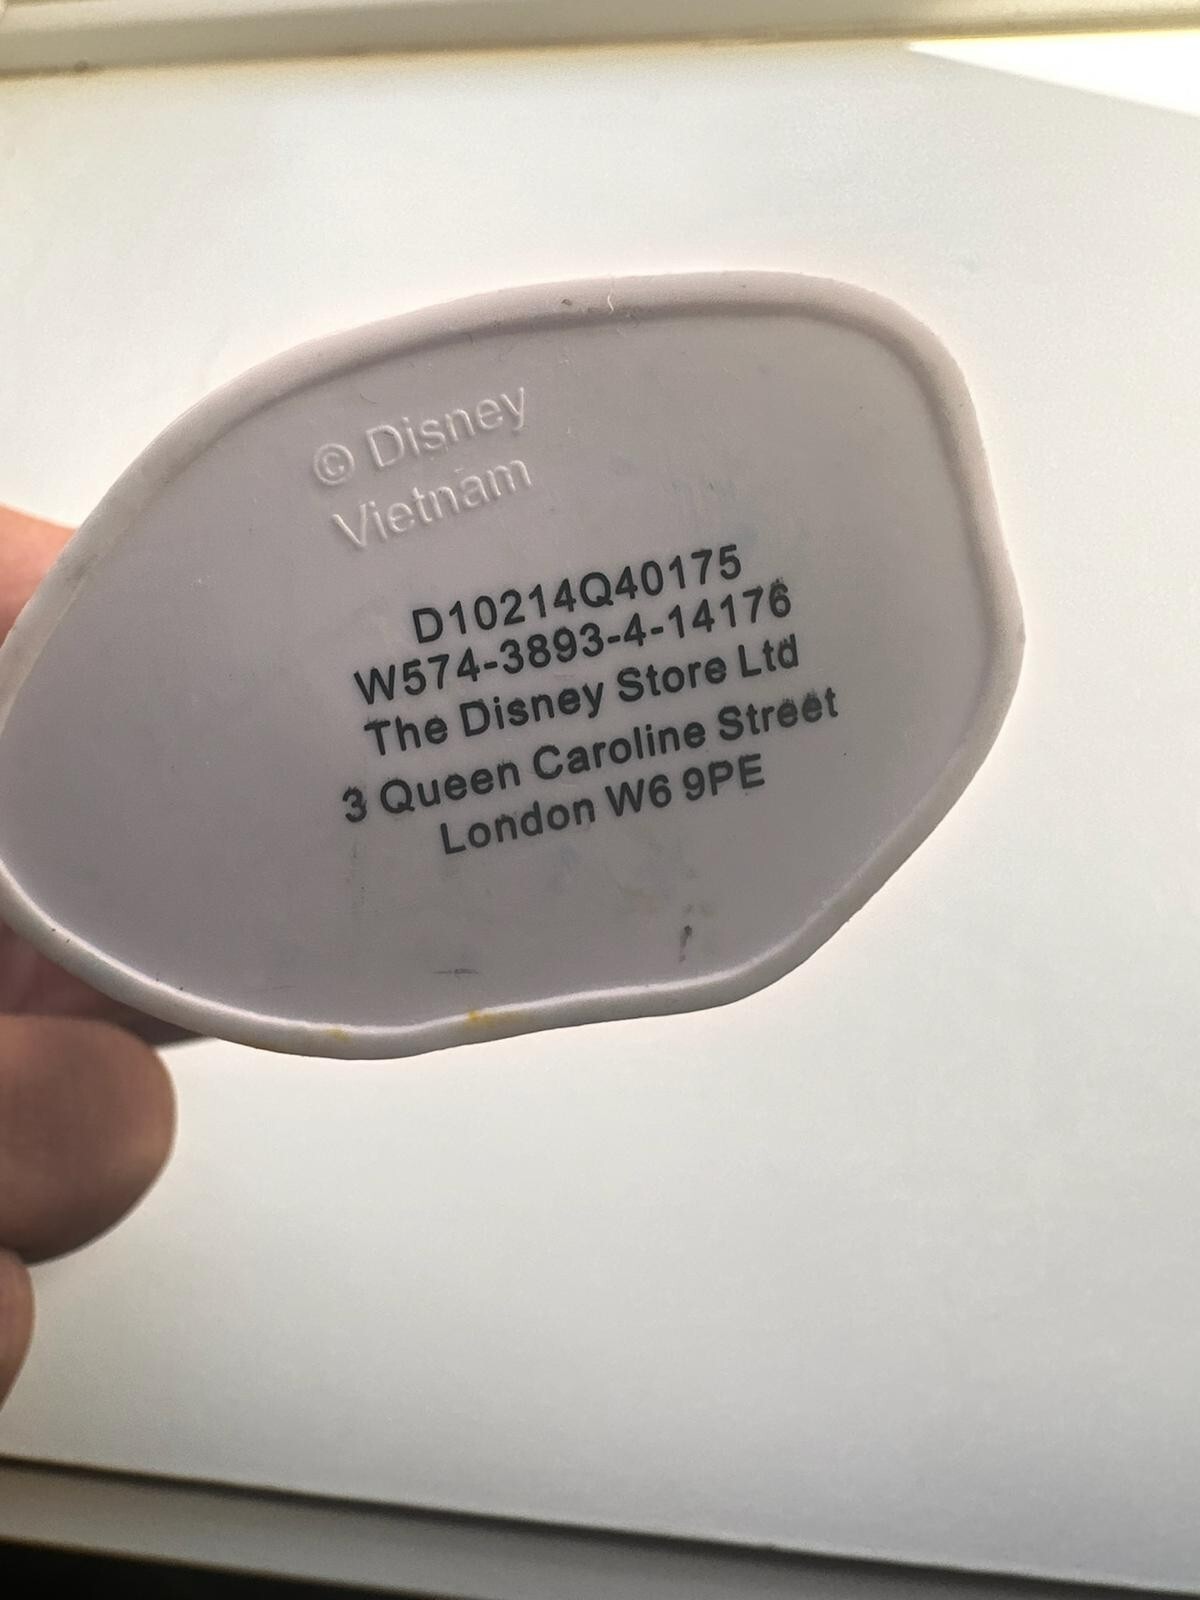 © Disney
Vietnam
D10214Q40175
W574-3893-4-14176
The Disney Store Ltd
3 Queen Caroline Street
London W6 9PE